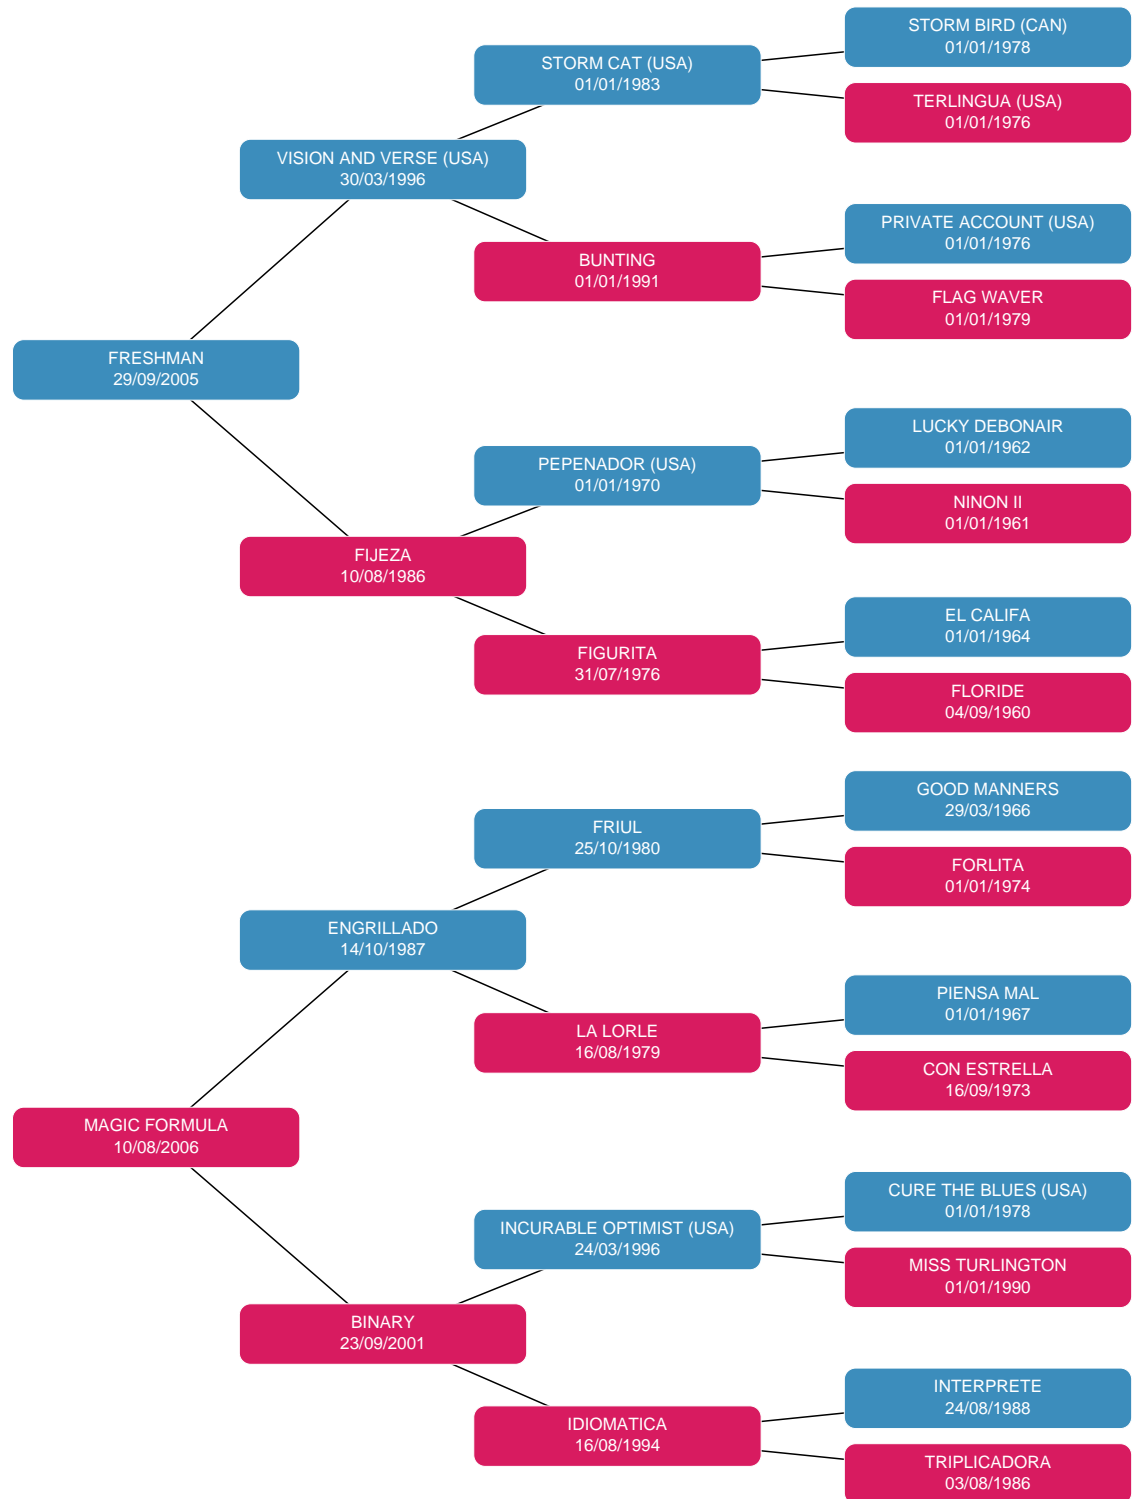 STORM BIRD (CAN)
01/01/1978
STORM CAT (USA)
01/01/1983
TERLINGUA (USA)
01/01/1976
VISION AND VERSE (USA)
30/03/1996
PRIVATE ACCOUNT (USA)
01/01/1976
BUNTING
01/01/1991
FLAG WAVER
01/01/1979
FRESHMAN
29/09/2005
LUCKY DEBONAIR
01/01/1962
PEPENADOR (USA)
01/01/1970
NINON II
01/01/1961
FIJEZA
10/08/1986
EL CALIFA
01/01/1964
FIGURITA
31/07/1976
FLORIDE
04/09/1960
GOOD MANNERS
29/03/1966
FRIUL
25/10/1980
FORLITA
01/01/1974
ENGRILLADO
14/10/1987
PIENSA MAL
01/01/1967
LA LORLE
16/08/1979
CON ESTRELLA
16/09/1973
MAGIC FORMULA
10/08/2006
CURE THE BLUES (USA)
01/01/1978
INCURABLE OPTIMIST (USA)
24/03/1996
MISS TURLINGTON
01/01/1990
BINARY
23/09/2001
INTERPRETE
24/08/1988
IDIOMATICA
16/08/1994
TRIPLICADORA
03/08/1986